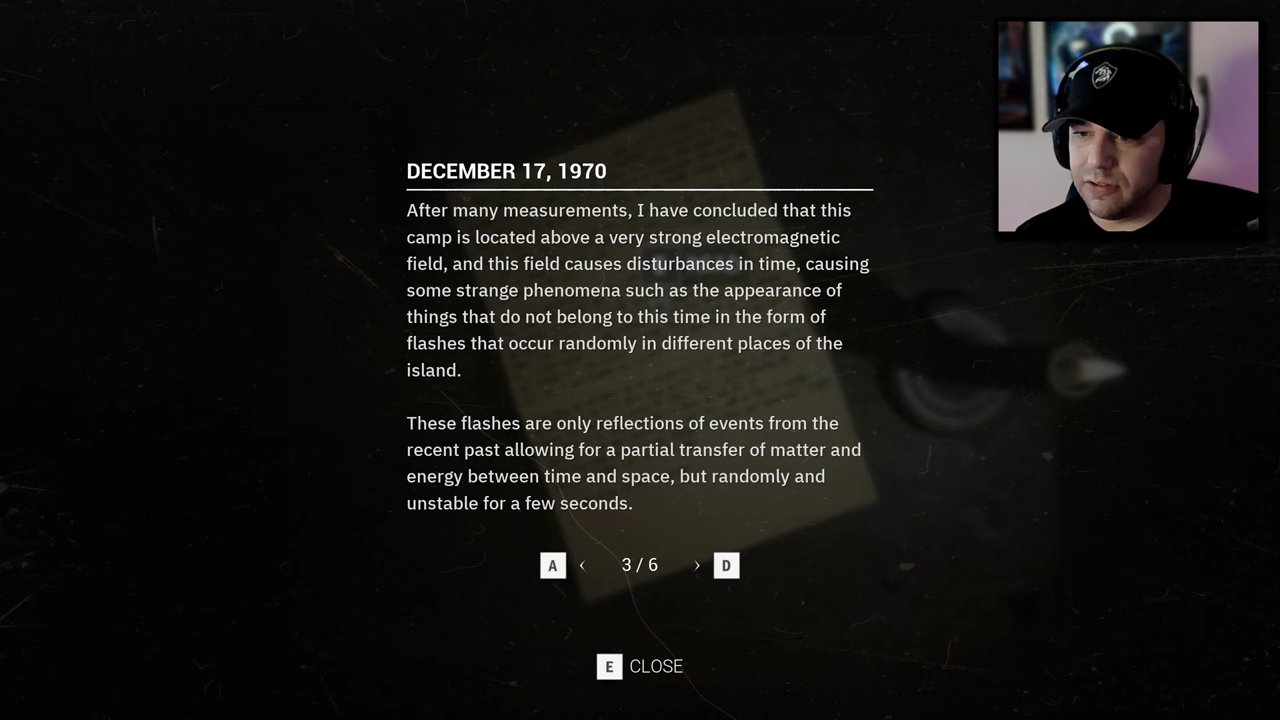 DECEMBER 17, 1970
After many measurements, I have concluded that this
camp is located above a very strong electromagnetic
field, and this field causes disturbances in time, causing
some strange phenomena such as the appearance of
things that do not belong to this time in the form of
flashes that occur randomly in different places of the
island.
These flashes are only reflections of events from the
recent past allowing for a partial transfer of matter and
energy between time and space, but randomly and
unstable for a few seconds.
A ‹ 3 / 6 › D
E CLOSE